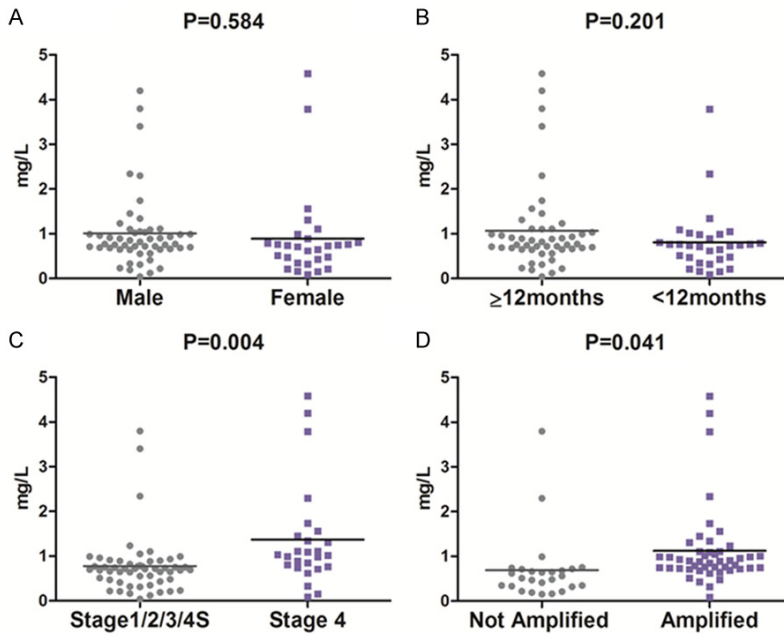 A
P=0.584
mg/L
5
4
3
2
1
0
Male Female
B
P=0.201
mg/L
5
4
3
2
1
0
≥12months <12months
C
P=0.004
mg/L
5
4
3
2
1
0
Stage1/2/3/4S Stage 4
D
P=0.041
mg/L
5
4
3
2
1
0
Not Amplified Amplified